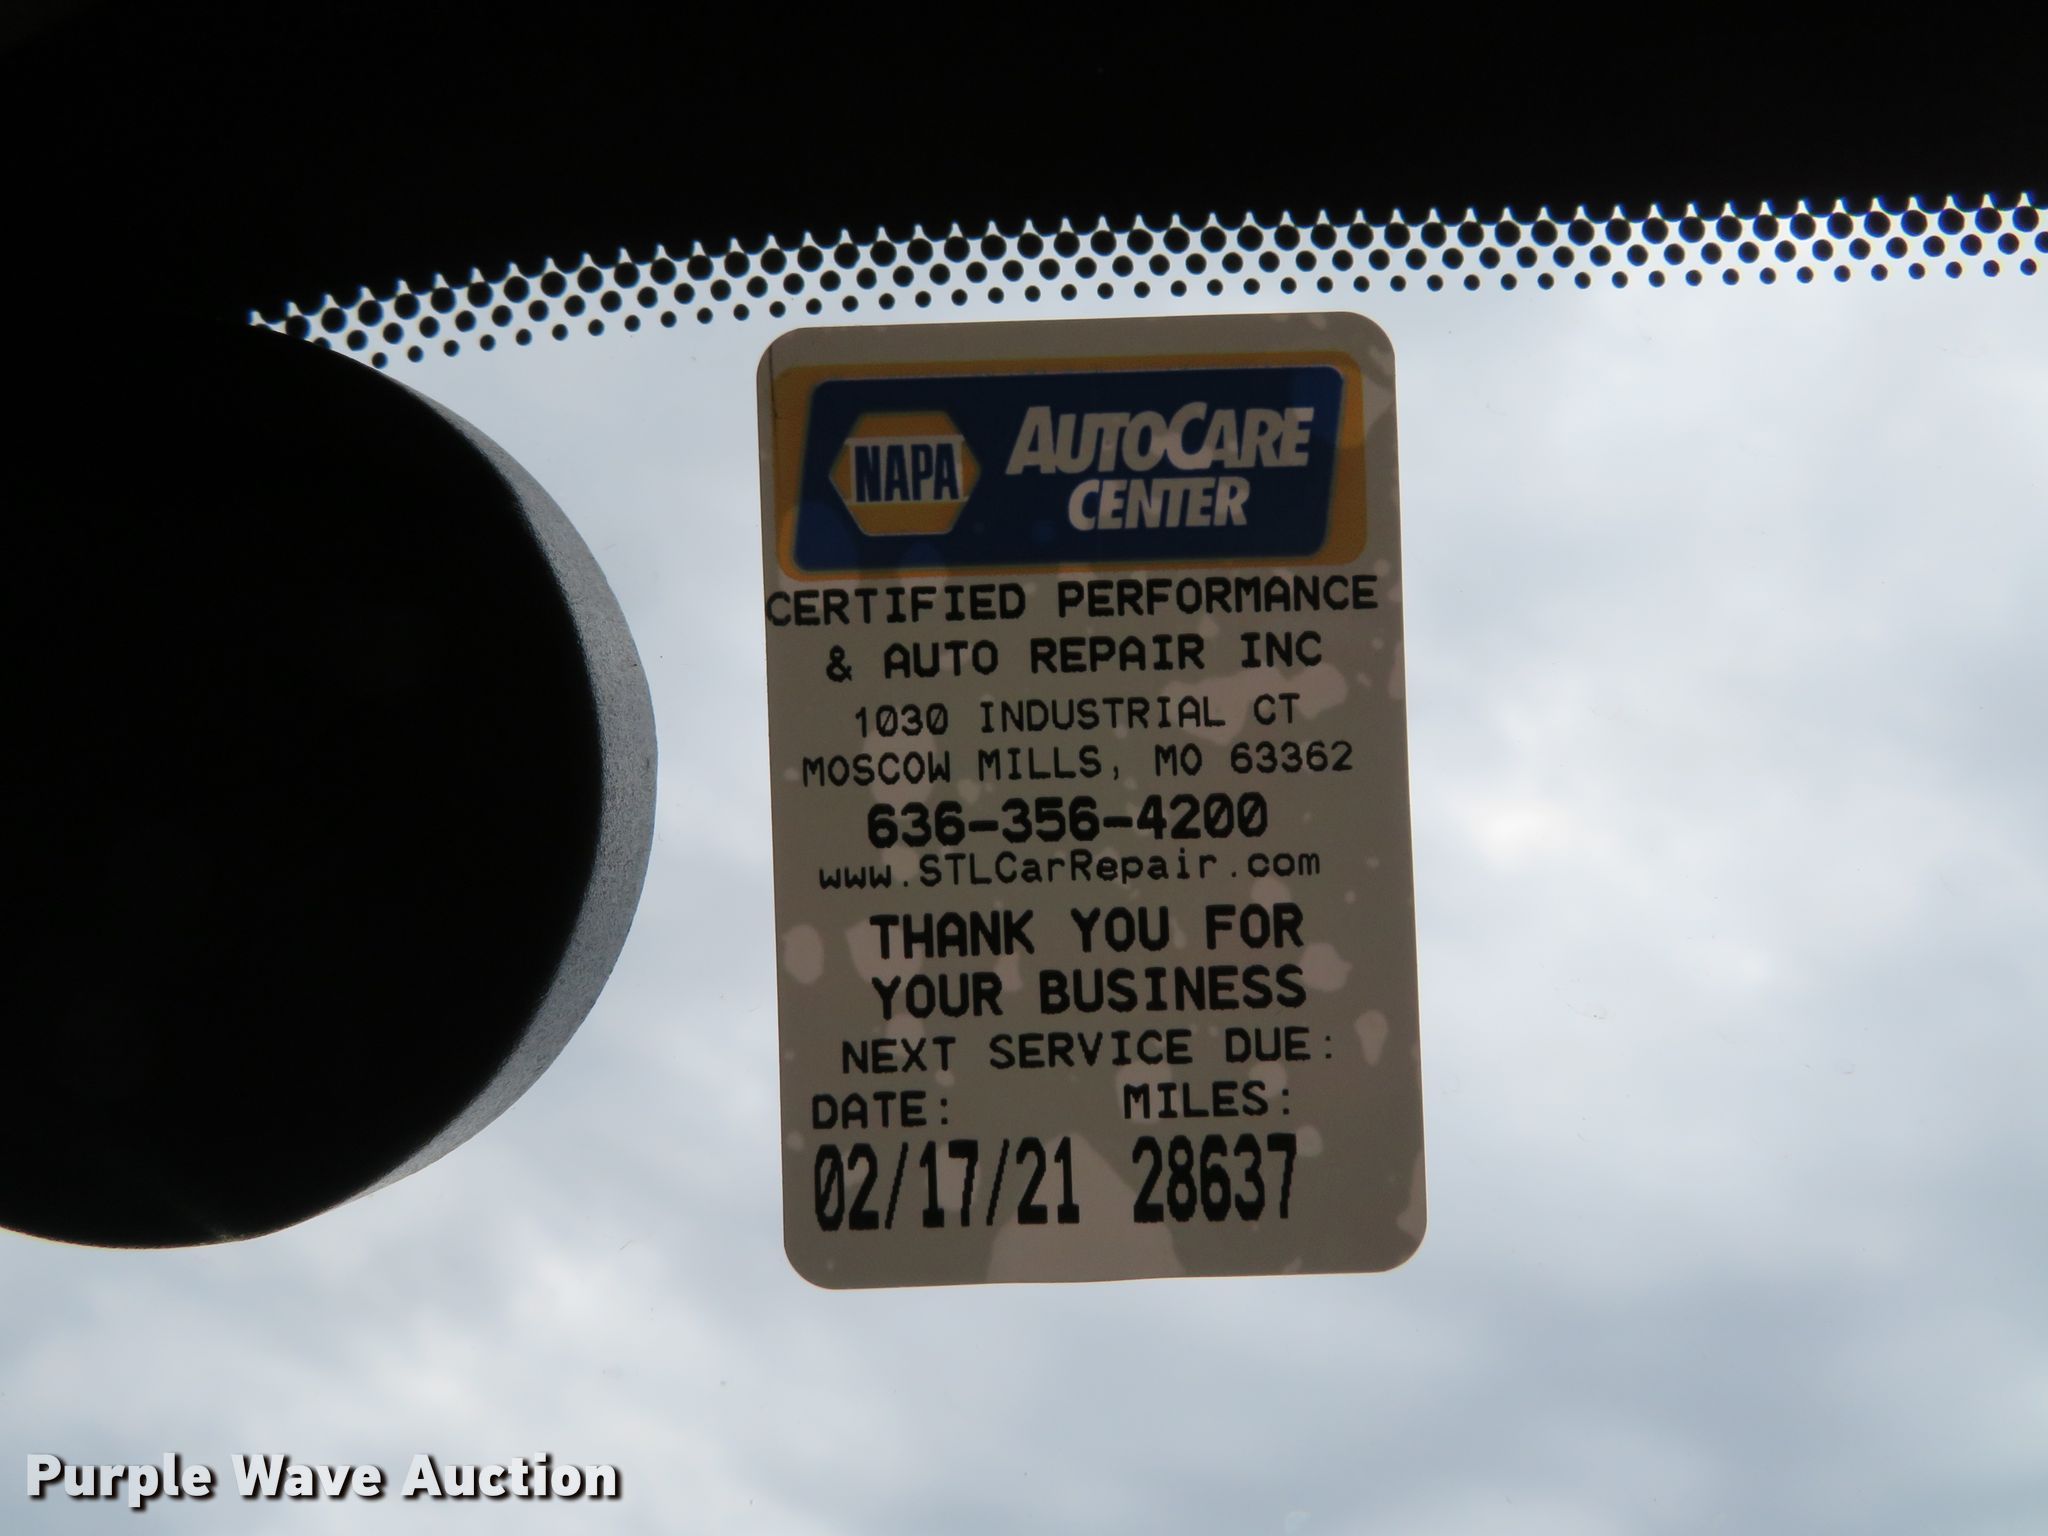 NAPA AUTOCARE
CENTER
CERTIFIED PERFORMANCE
& AUTO REPAIR INC
1030 INDUSTRIAL CT
MOSCOW MILLS, MO 63362
636-356-4200
www.STLCarRepair.com
THANK YOU FOR
YOUR BUSINESS
NEXT SERVICE DUE:
DATE: MILES:
02/17/21 28637
Purple Wave Auction